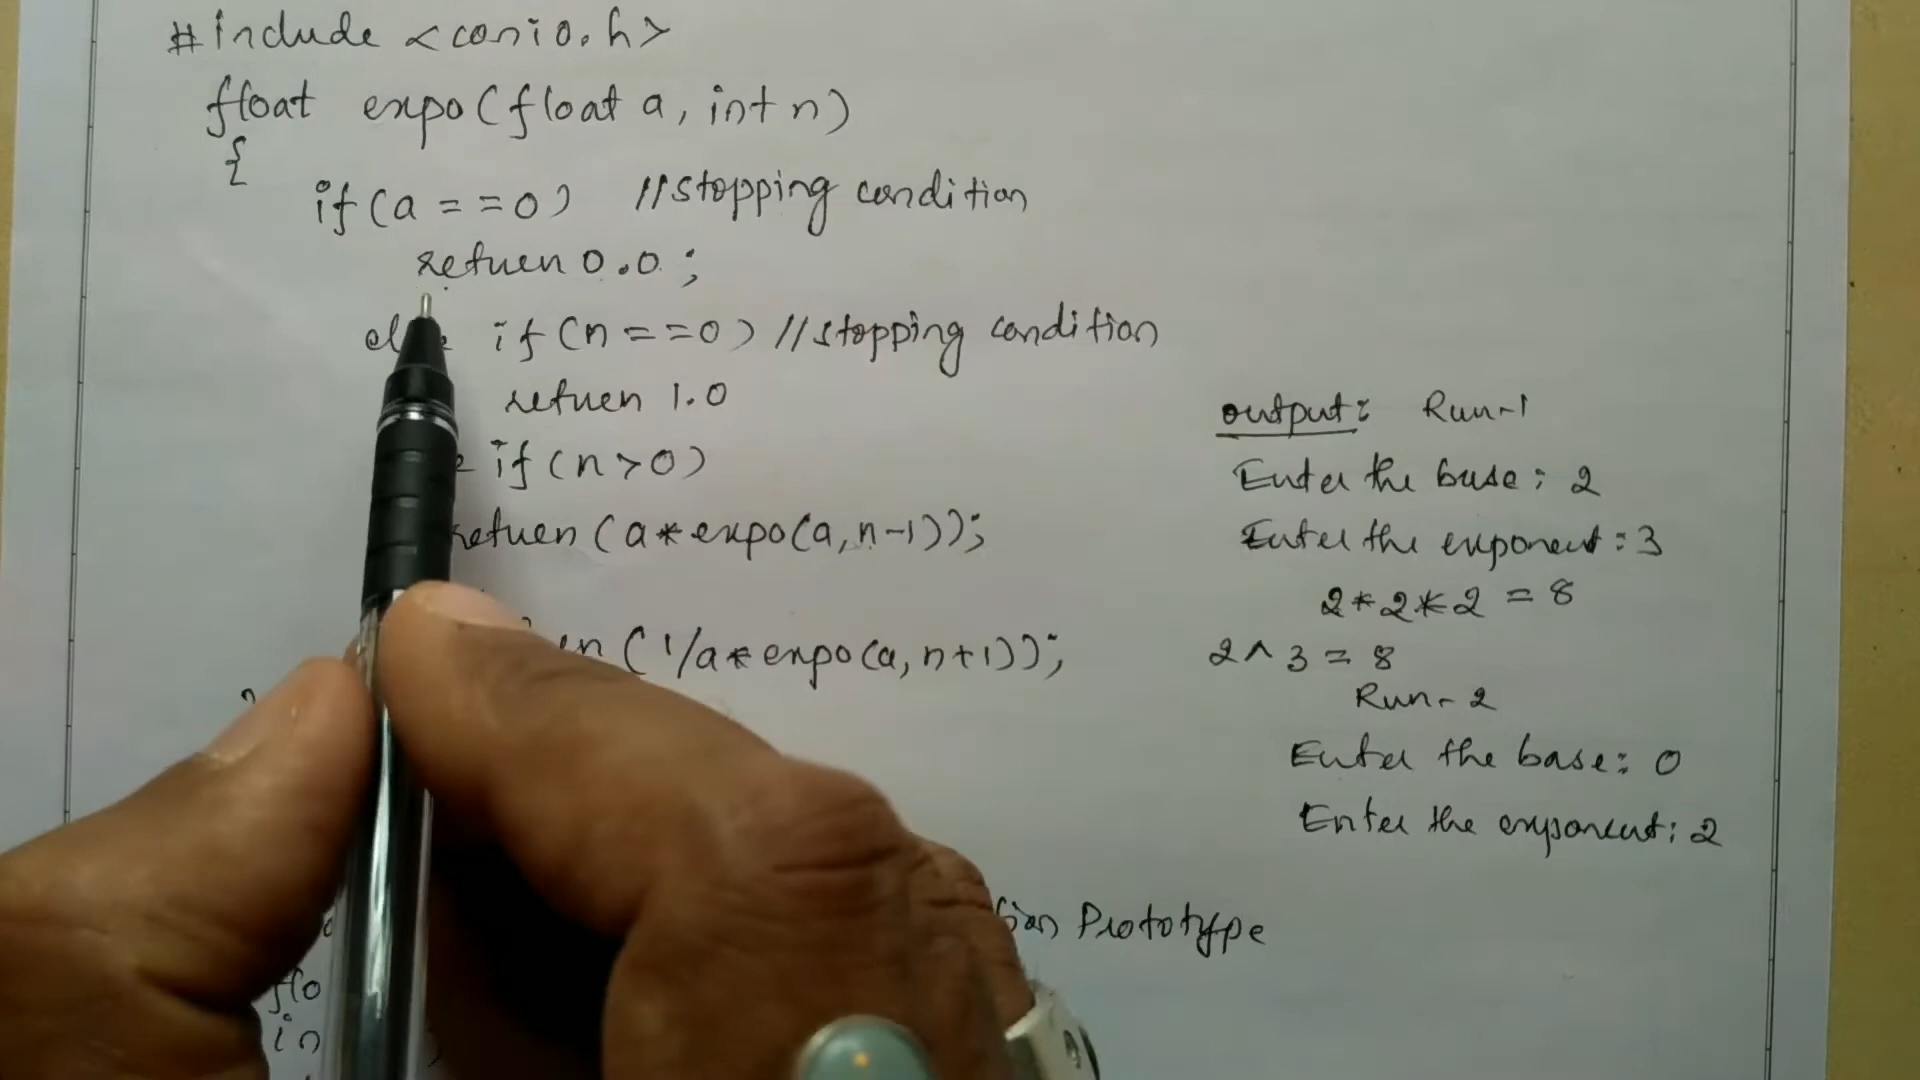 #include <conio.h>
float expo(float a, int n)
{
if(a==0) //stopping condition
return 0.0;
if(n==0) //stopping condition
return 1.0
if(n>0)
return(a*expo(a,n-1));
(1/a*expo(a,n+1));
Prototype
output: Run-1
Enter the base: 2
Enter the exponent: 3
2*2*2=8
2^3=8
Run-2
Enter the base: 0
Enter the exponent: 2